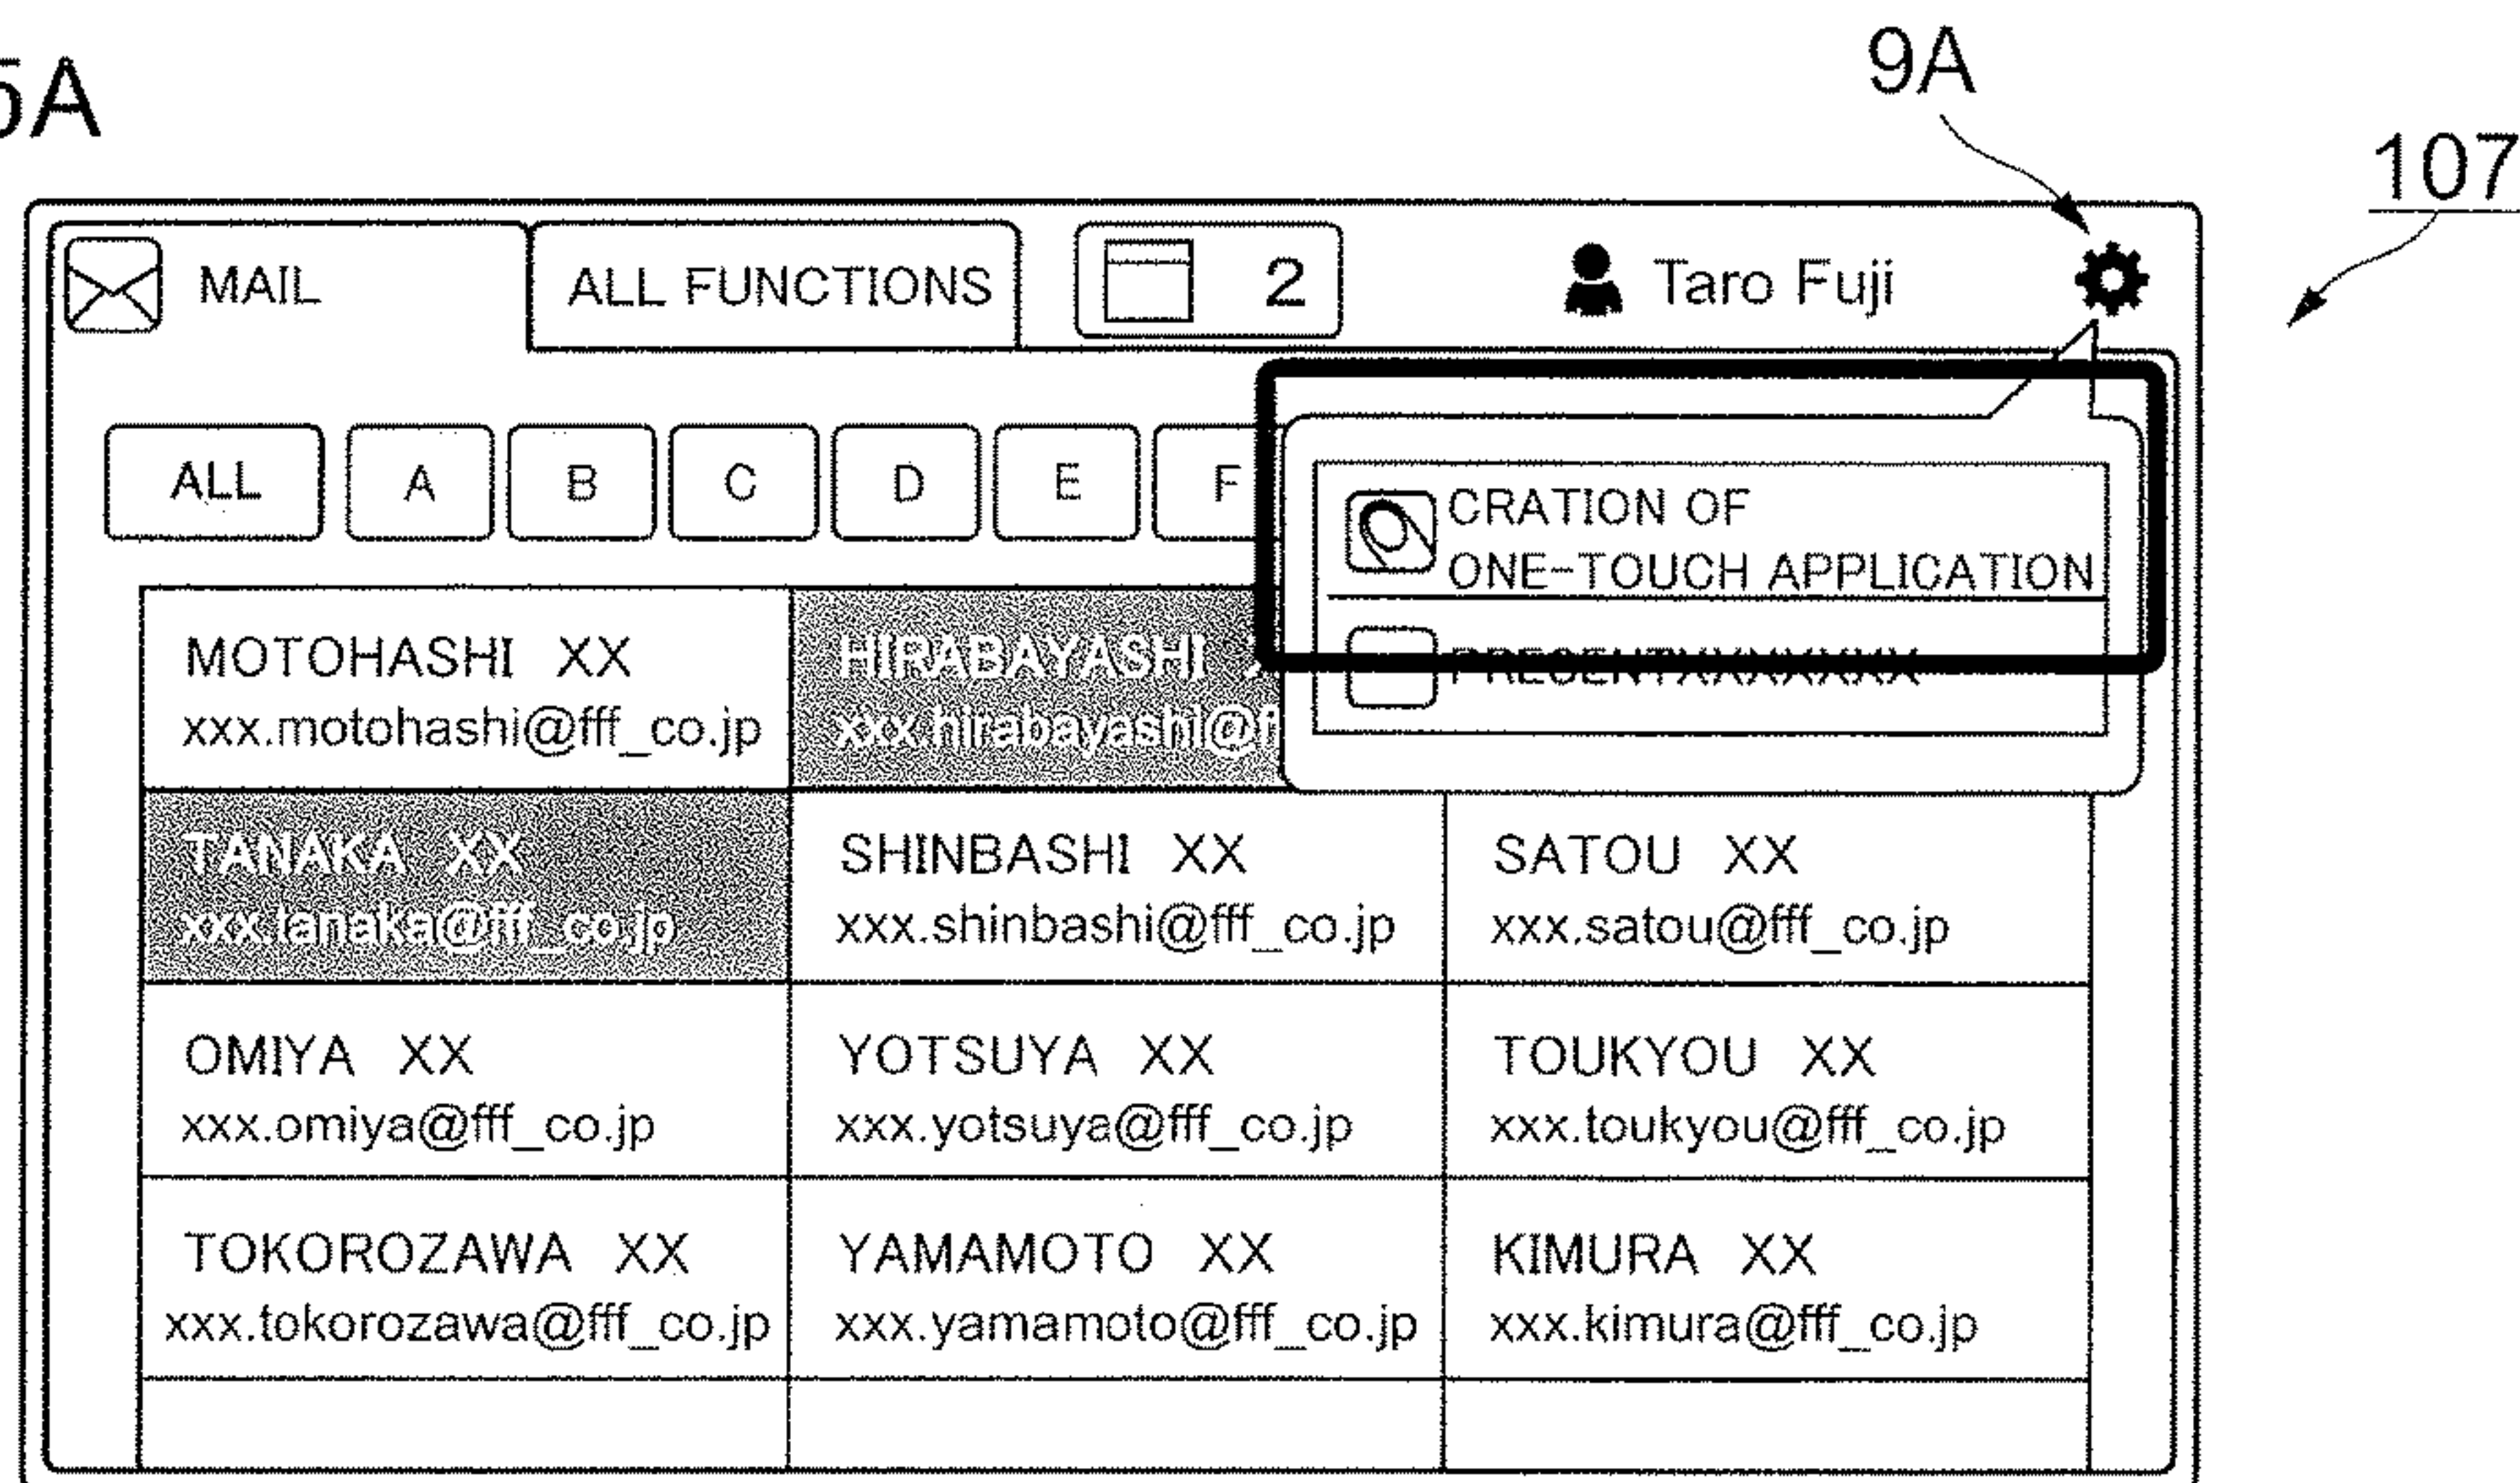 5A
9A
107
MAIL
ALL FUNCTIONS
2
Taro Fuji
ALL
A
B
C
D
E
F
CRATION OF
ONE-TOUCH APPLICATION
PRESENTXXXXXXX
MOTOHASHI XX
xxx.motohashi@fff_co.jp
HIRABAYASHI
xxx.hirabayashi@f
TANAKA XX
xxx.tanaka@fff_co.jp
SHINBASHI XX
xxx.shinbashi@fff_co.jp
SATOU XX
xxx.satou@fff_co.jp
OMIYA XX
xxx.omiya@fff_co.jp
YOTSUYA XX
xxx.yotsuya@fff_co.jp
TOUKYOU XX
xxx.toukyou@fff_co.jp
TOKOROZAWA XX
xxx.tokorozawa@fff_co.jp
YAMAMOTO XX
xxx.yamamoto@fff_co.jp
KIMURA XX
xxx.kimura@fff_co.jp